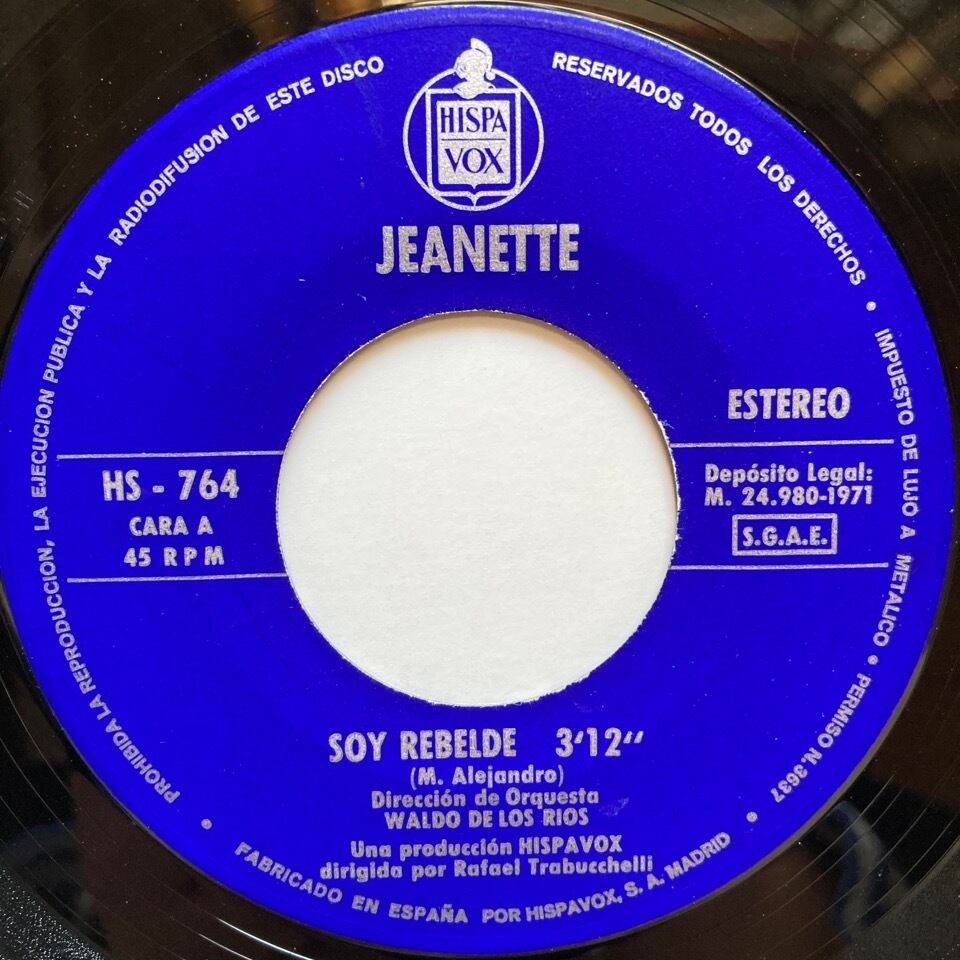 PROHIBIDA LA REPRODUCCION, LA EJECUCION PUBLICA Y LA RADIODIFUSION DE ESTE DISCO
RESERVADOS TODOS LOS DERECHOS • IMPUESTO DE LUJO A METALICO • PERMISO N. 3637
HISPA
VOX
JEANETTE
ESTEREO
HS - 764
CARA A
45 RPM
Depósito Legal:
M. 24.980-1971
S.G.A.E.
SOY REBELDE 3'12"
(M. Alejandro)
Dirección de Orquesta
WALDO DE LOS RIOS
Una producción HISPAVOX
dirigida por Rafael Trabucchelli
• FABRICADO EN ESPAÑA POR HISPAVOX, S. A. MADRID •